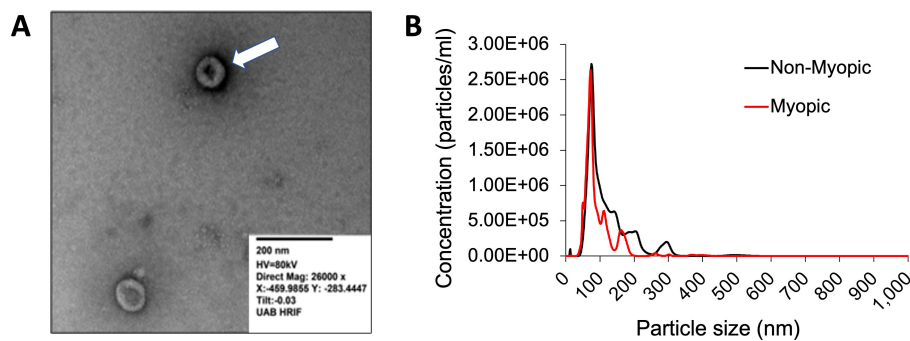 A
200 nm
HV=80kV
Direct Mag: 26000 x
X:-459.9855 Y: -283.4447
Tilt:-0.03
UAB HRIF
B
Concentration (particles/ml)
3.00E+06
2.50E+06
2.00E+06
1.50E+06
1.00E+06
5.00E+05
0.00E+00
Non-Myopic
Myopic
0 100 200 300 400 500 600 700 800 900 1,000
Particle size (nm)